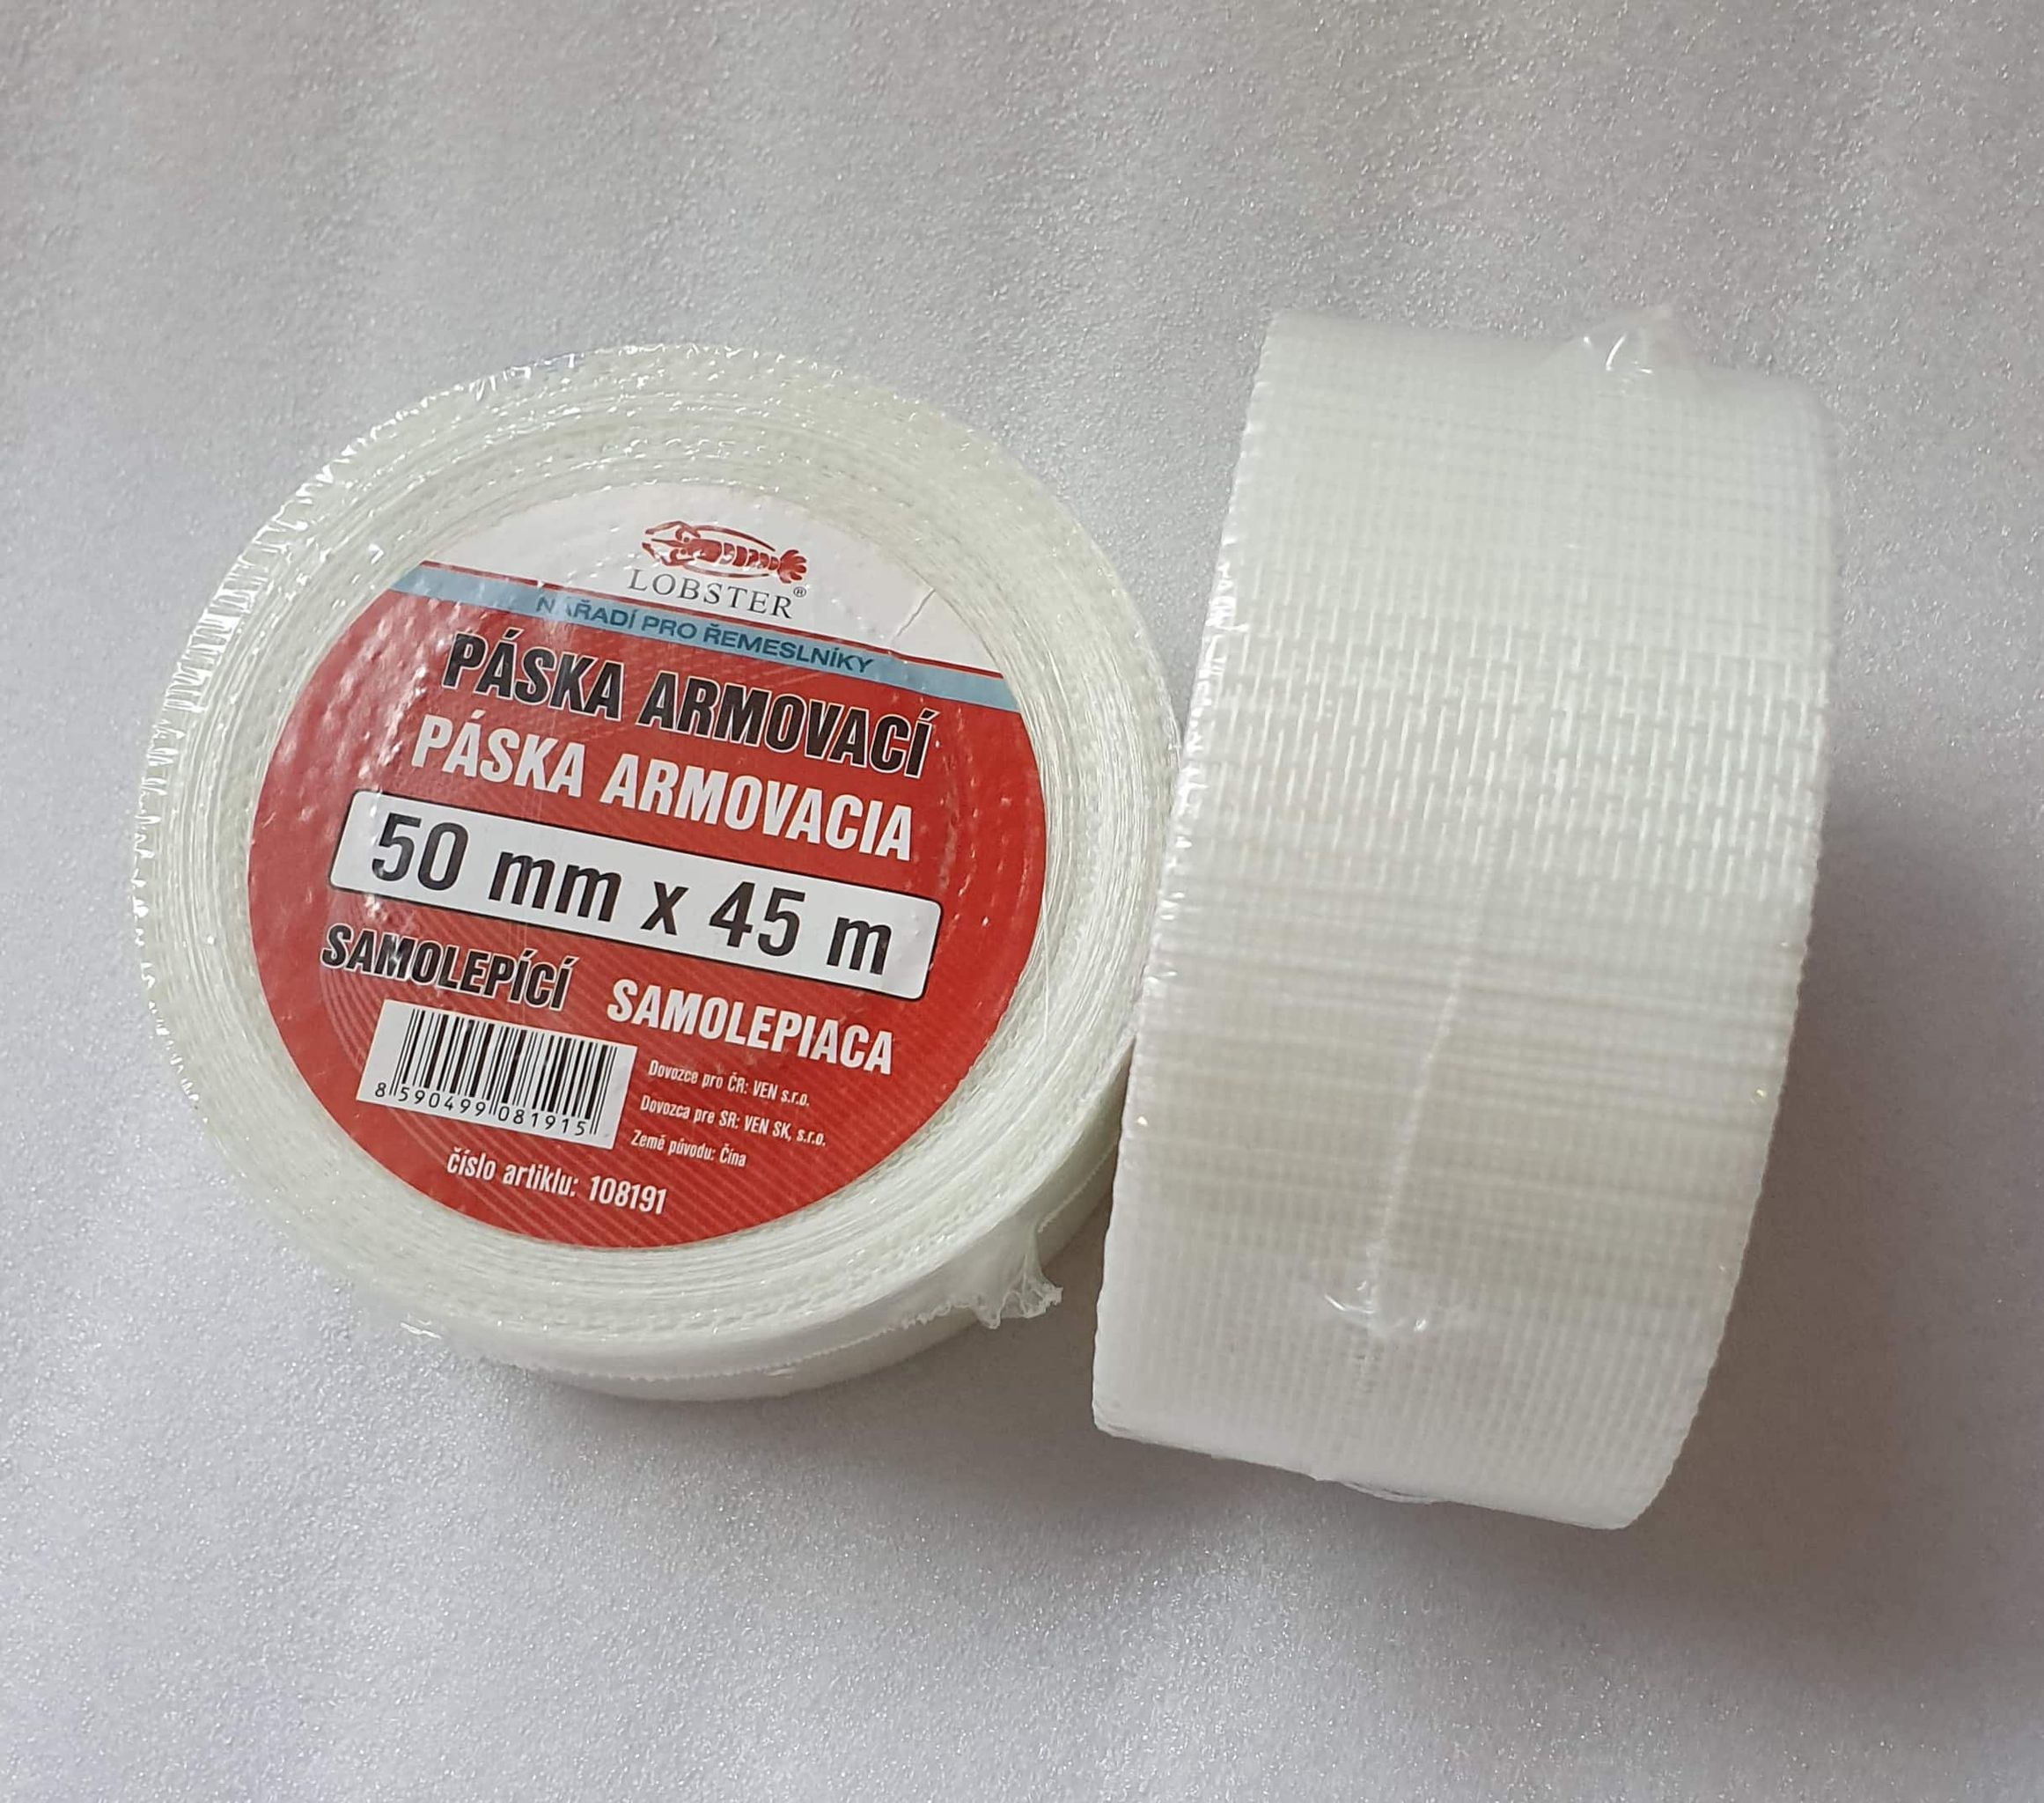 LOBSTER®
NÁŘADÍ PRO ŘEMESLNÍKY
PÁSKA ARMOVACÍ
PÁSKA ARMOVACIA
50 mm x 45 m
SAMOLEPÍCÍ SAMOLEPIACA
Dovozce pro ČR: VEN s.r.o.
Dovozca pre SR: VEN SK, s.r.o.
Země původu: Čína
8 590499 081915
číslo artiklu: 108191